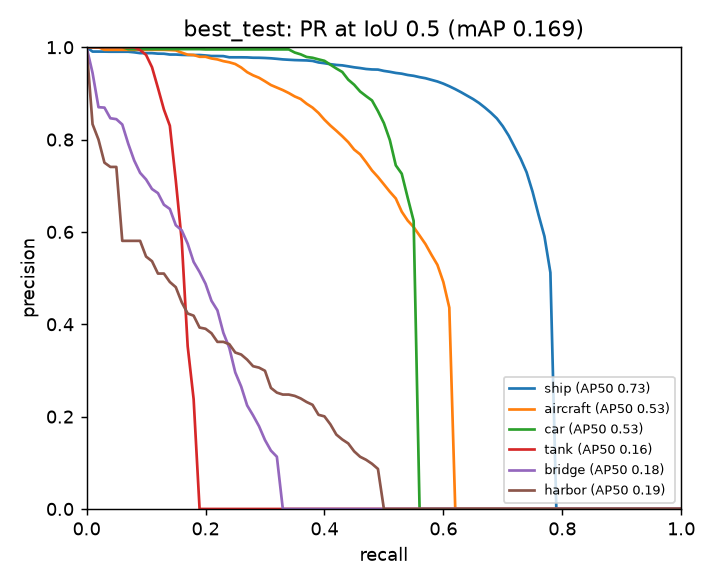 best_test: PR at IoU 0.5 (mAP 0.169)
1.0
0.8
0.6
0.4
0.2
0.0
precision
0.0 0.2 0.4 0.6 0.8 1.0
recall
ship (AP50 0.73)
aircraft (AP50 0.53)
car (AP50 0.53)
tank (AP50 0.16)
bridge (AP50 0.18)
harbor (AP50 0.19)